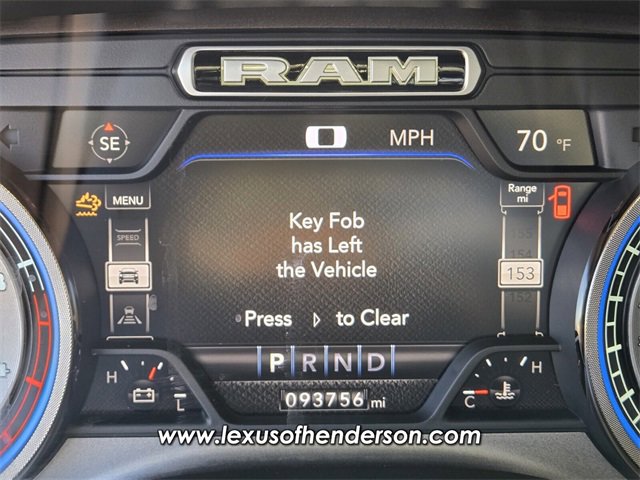 RAM
SE
0 MPH
70 °F
MENU
Range
mi
SPEED
Key Fob
has Left
the Vehicle
154
153
152
Press to Clear
P R N D
H
L
093756 mi
H
C
www.lexusofhenderson.com